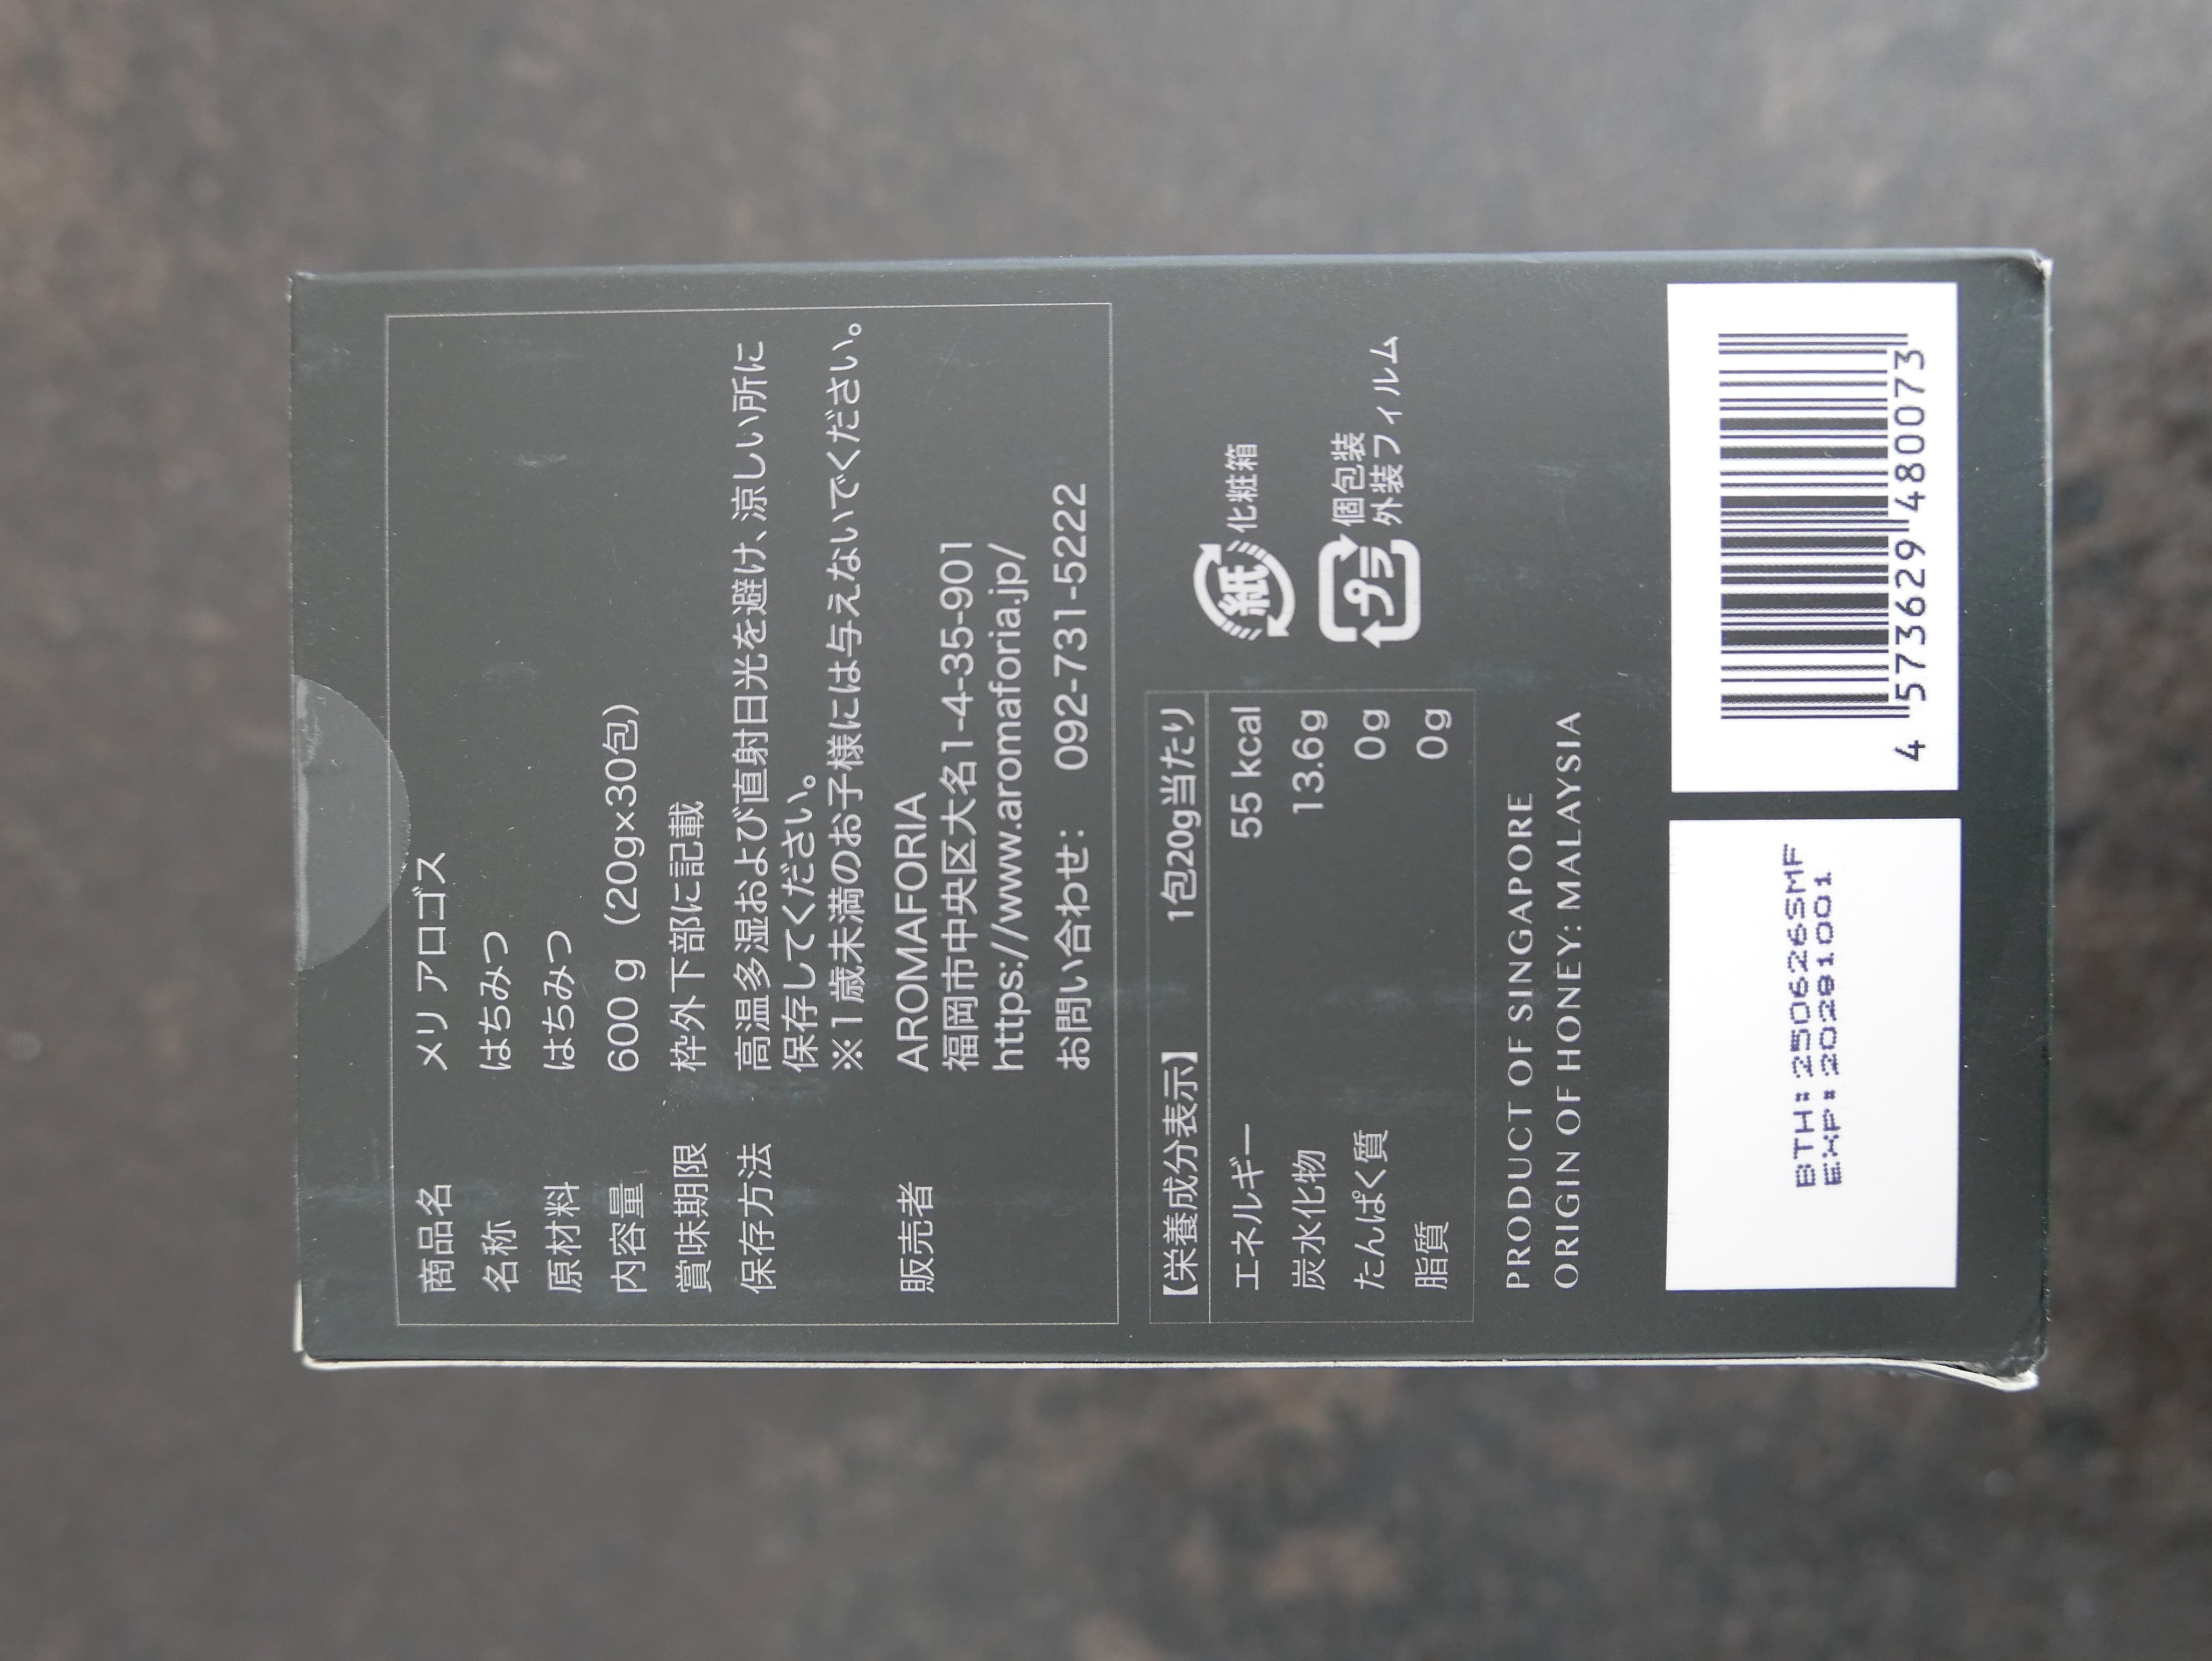 商品名 メリ アロゴス
名称 はちみつ
原材料 はちみつ
内容量 600 g（20g×30包）
賞味期限 枠外下部に記載
保存方法 高温多湿および直射日光を避け、涼しい所に
保存してください。
※1歳未満のお子様には与えないでください。
販売者 AROMAFORIA
福岡市中央区大名1-4-35-901
https://www.aromaforia.jp/
お問い合わせ： 092-731-5222
【栄養成分表示】 1包20g当たり
エネルギー 55 kcal
炭水化物 13.6g
たんぱく質 0g
脂質 0g
紙 化粧箱
プラ 個包装
外装フィルム
PRODUCT OF SINGAPORE
ORIGIN OF HONEY: MALAYSIA
BTH: 250626SMF
EXP: 20281001
4 573629 480073